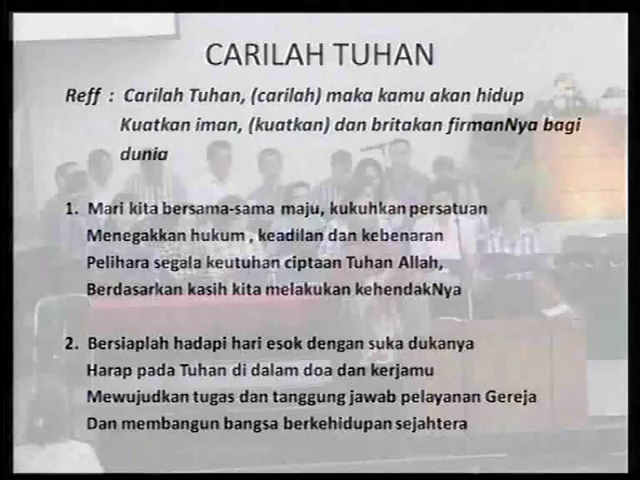 CARILAH TUHAN
Reff : Carilah Tuhan, (carilah) maka kamu akan hidup
Kuatkan iman, (kuatkan) dan britakan firmanNya bagi
dunia
1. Mari kita bersama-sama maju, kukuhkan persatuan
Menegakkan hukum , keadilan dan kebenaran
Pelihara segala keutuhan ciptaan Tuhan Allah,
Berdasarkan kasih kita melakukan kehendakNya
2. Bersiaplah hadapi hari esok dengan suka dukanya
Harap pada Tuhan di dalam doa dan kerjamu
Mewujudkan tugas dan tanggung jawab pelayanan Gereja
Dan membangun bangsa berkehidupan sejahtera